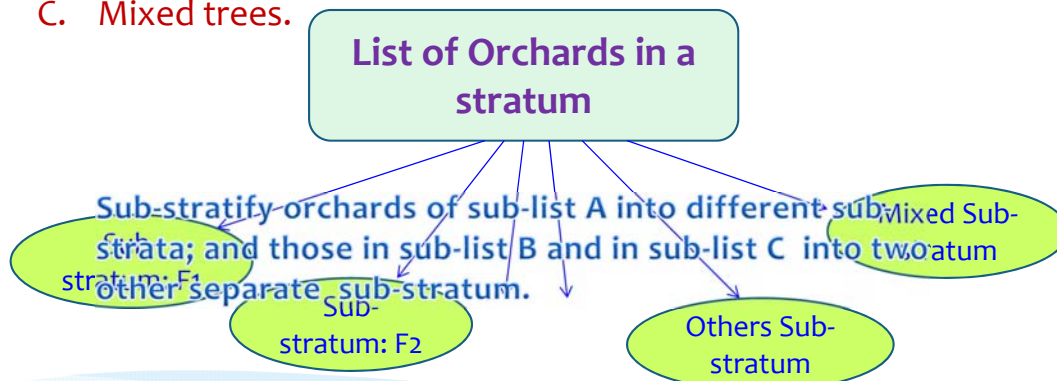 C. Mixed trees.
List of Orchards in a
stratum
Sub-stratify orchards of sub-list A into different sub-
strata; and those in sub-list B and in sub-list C into two
other separate sub-stratum.
Mixed Sub-
stratum
Sub-
stratum: F1
Sub-
stratum: F2
Others Sub-
stratum